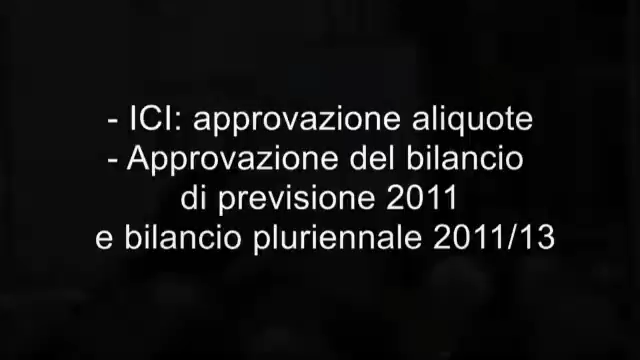 - ICI: approvazione aliquote
- Approvazione del bilancio
di previsione 2011
e bilancio pluriennale 2011/13